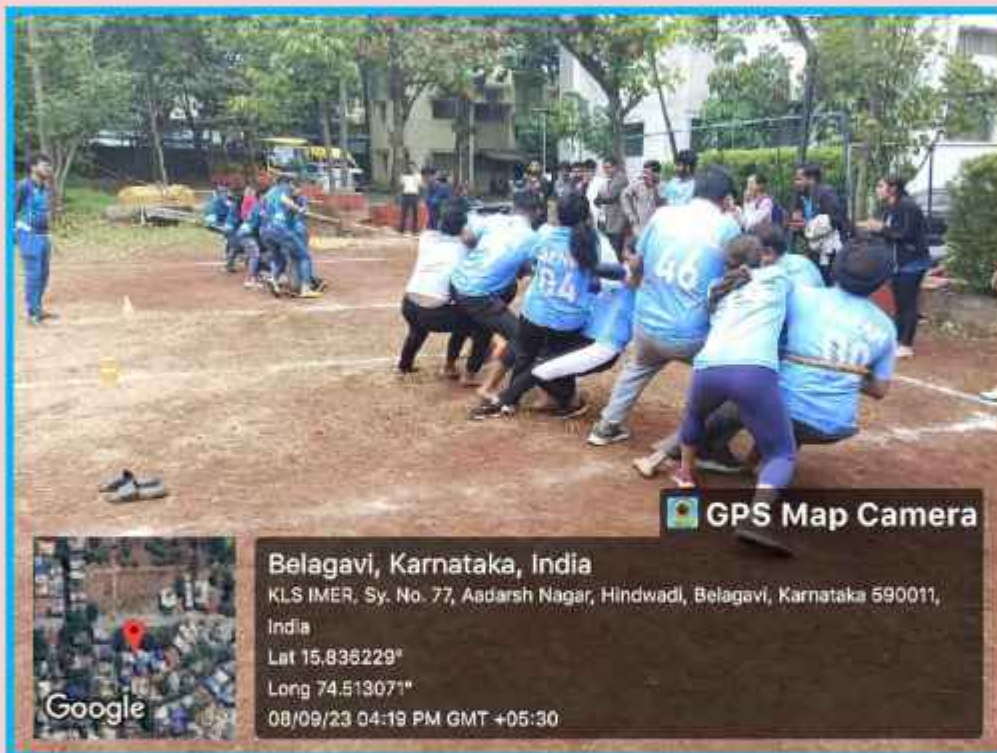 46
GPS Map Camera
Belagavi, Karnataka, India
KLS IMER, Sy. No. 77, Aadarsh Nagar, Hindwadi, Belagavi, Karnataka 590011,
India
Lat 15.836229°
Long 74.513071°
08/09/23 04:19 PM GMT +05:30
Google